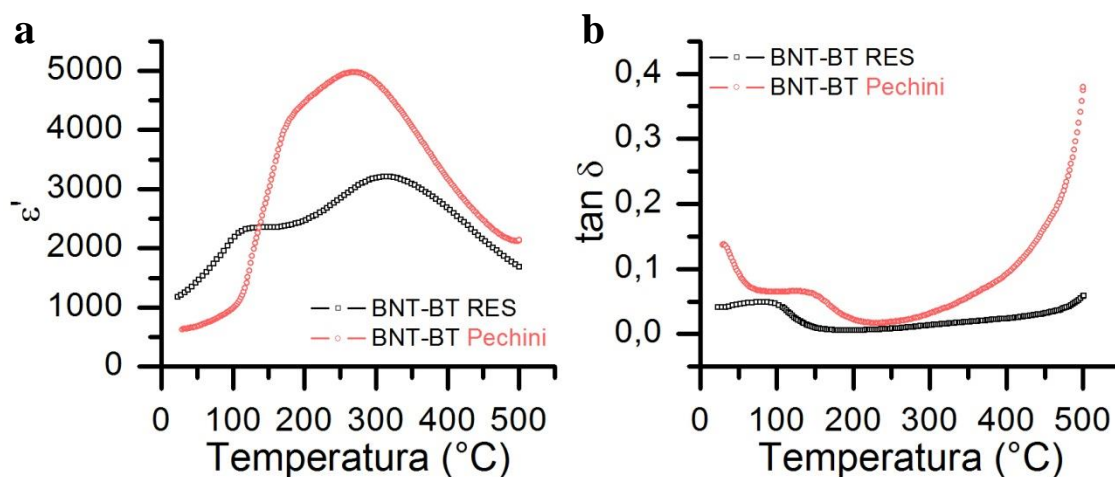 a
ε'
5000
4000
3000
2000
1000
0
BNT-BT RES
BNT-BT Pechini
0 100 200 300 400 500
Temperatura (°C)
b
tan δ
0,4
0,3
0,2
0,1
0,0
BNT-BT RES
BNT-BT Pechini
0 100 200 300 400 500
Temperatura (°C)